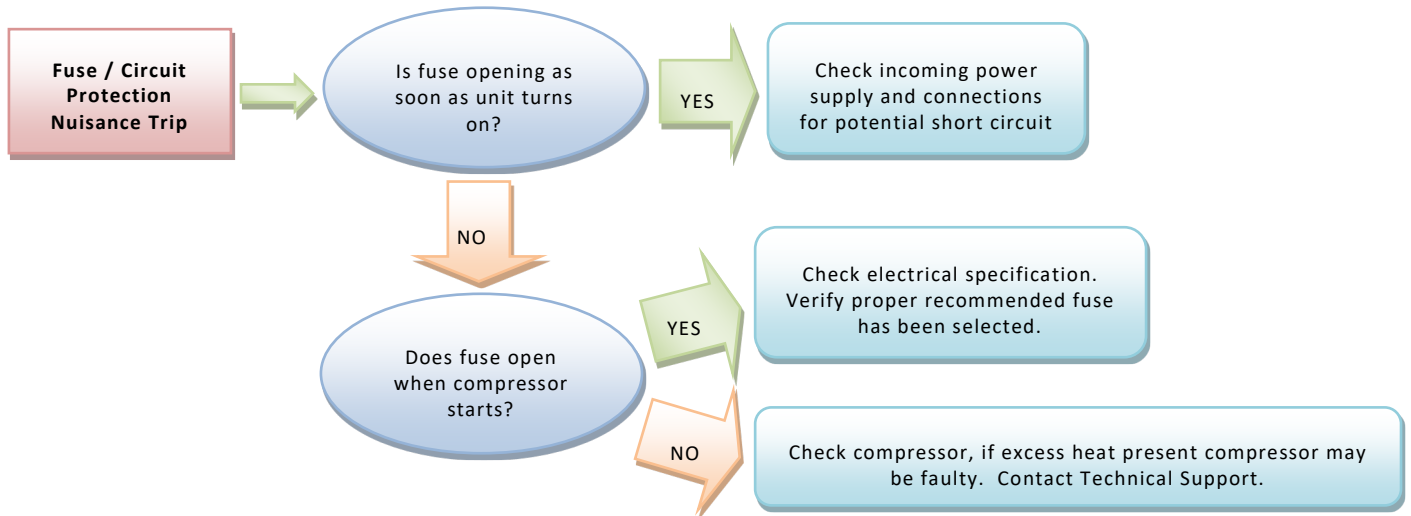 Fuse / Circuit
Protection
Nuisance Trip
Is fuse opening as
soon as unit turns
on?
YES
Check incoming power
supply and connections
for potential short circuit
NO
Does fuse open
when compressor
starts?
YES
Check electrical specification.
Verify proper recommended fuse
has been selected.
NO
Check compressor, if excess heat present compressor may
be faulty. Contact Technical Support.